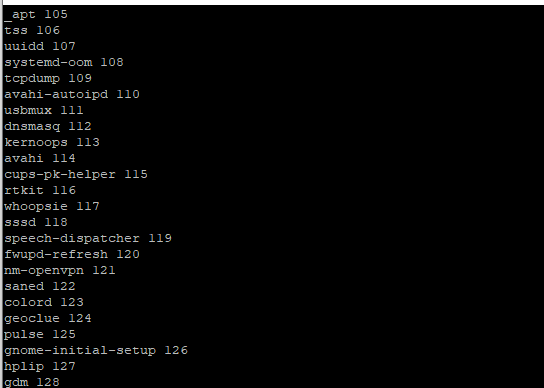 _apt 105
tss 106
uuidd 107
systemd-oom 108
tcpdump 109
avahi-autoipd 110
usbmux 111
dnsmasq 112
kernoops 113
avahi 114
cups-pk-helper 115
rtkit 116
whoopsie 117
sssd 118
speech-dispatcher 119
fwupd-refresh 120
nm-openvpn 121
saned 122
colord 123
geoclue 124
pulse 125
gnome-initial-setup 126
hplip 127
gdm 128